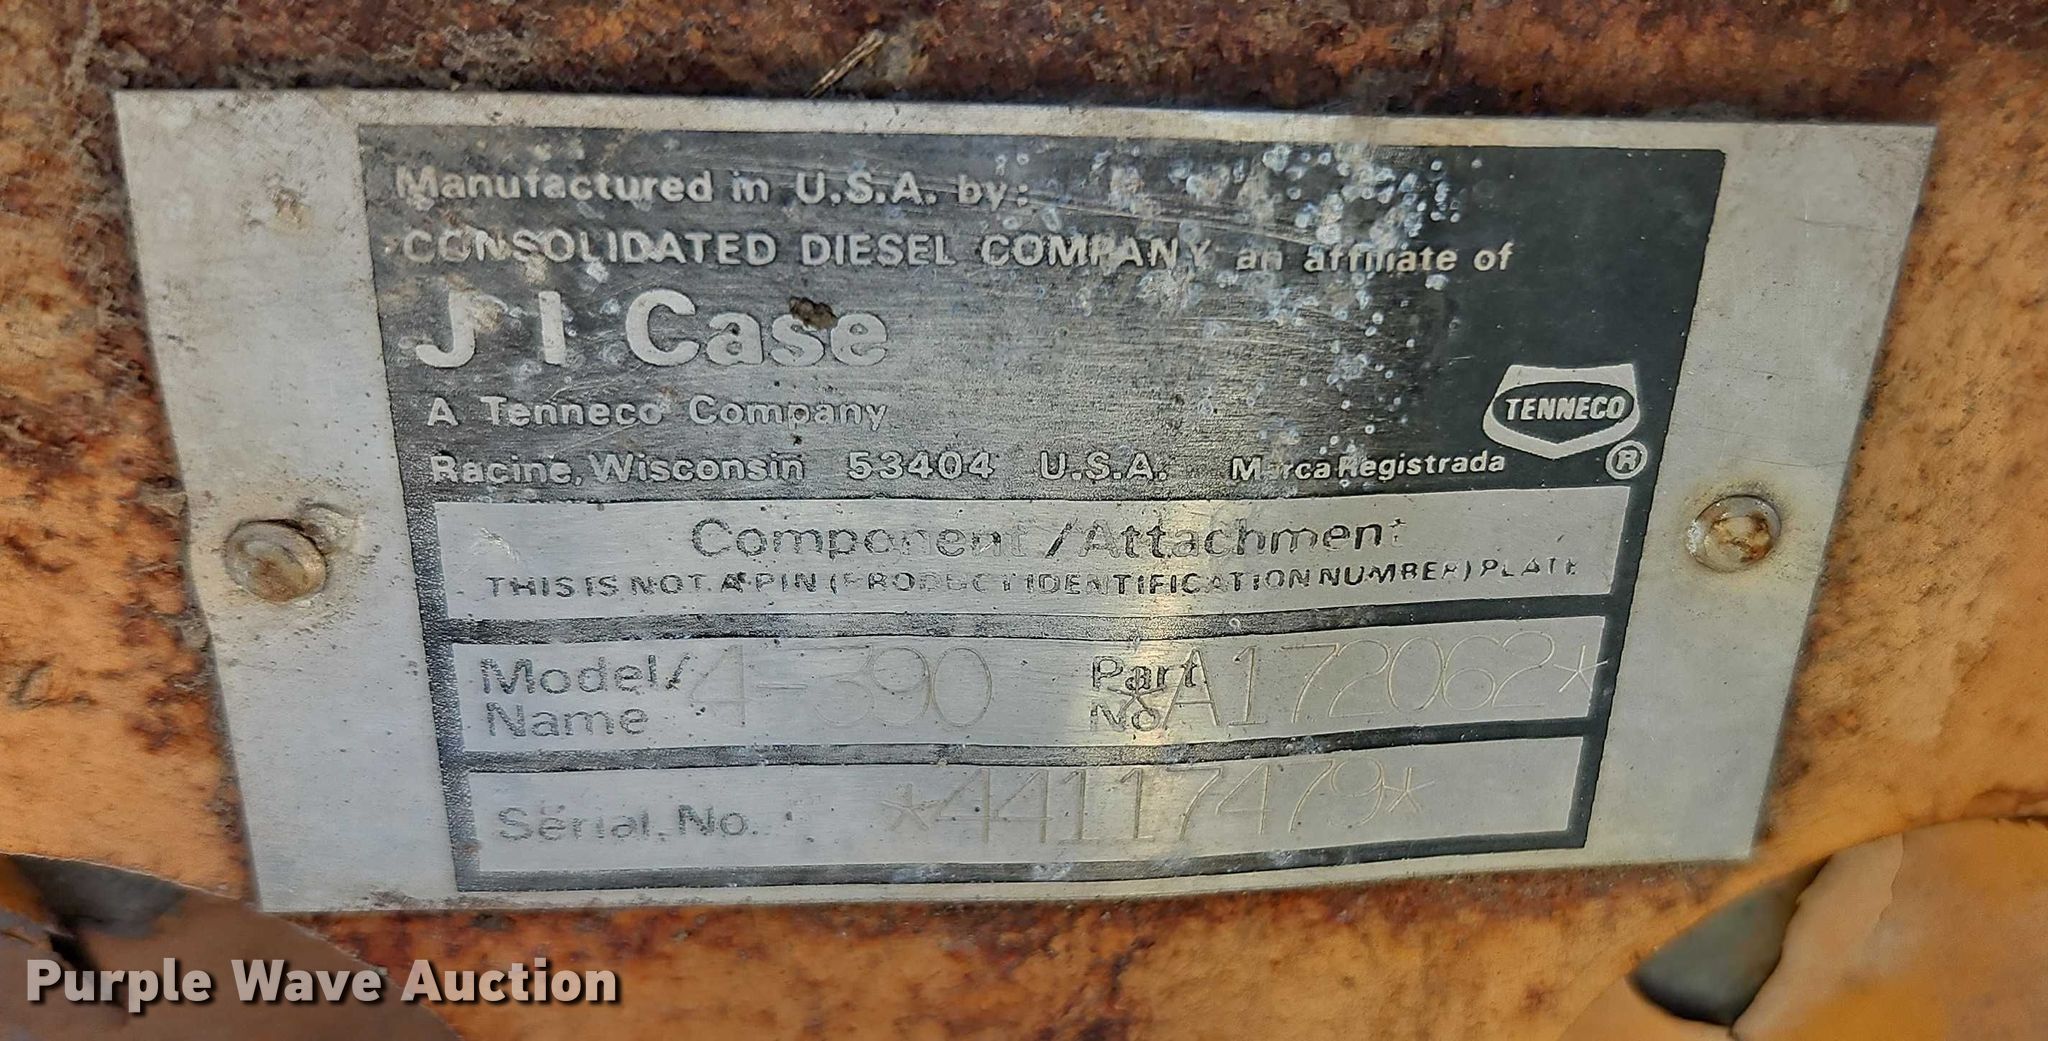 Manufactured in U.S.A. by:
CONSOLIDATED DIESEL COMPANY an affiliate of
J I Case
A Tenneco Company
TENNECO
Racine, Wisconsin 53404 U.S.A. Marca Registrada ®
Component/Attachment
THIS IS NOT A PIN (PRODUCT IDENTIFICATION NUMBER) PLATE
Model/ 4-390 Part *A172062*
Name No.
Serial No. *44117479*
Purple Wave Auction